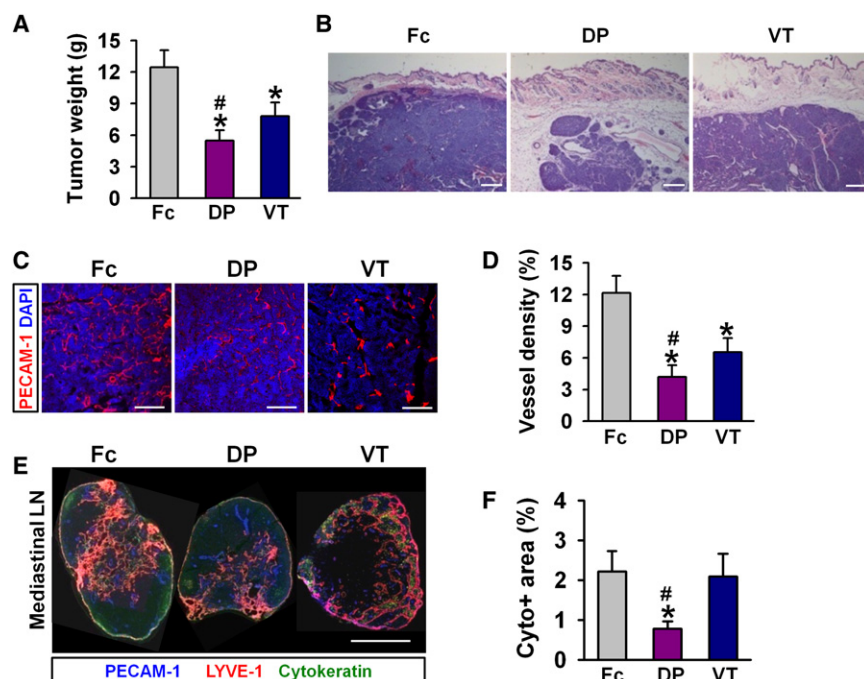 A
Tumor weight (g)
15
12
9
6
3
0
#
*
*
Fc DP VT
B
Fc DP VT
C
Fc DP VT
PECAM-1 DAPI
D
Vessel density (%)
15
12
9
6
3
0
#
*
*
Fc DP VT
E
Fc DP VT
Mediastinal LN
PECAM-1 LYVE-1 Cytokeratin
F
Cyto+ area (%)
4
3
2
1
0
#
*
Fc DP VT